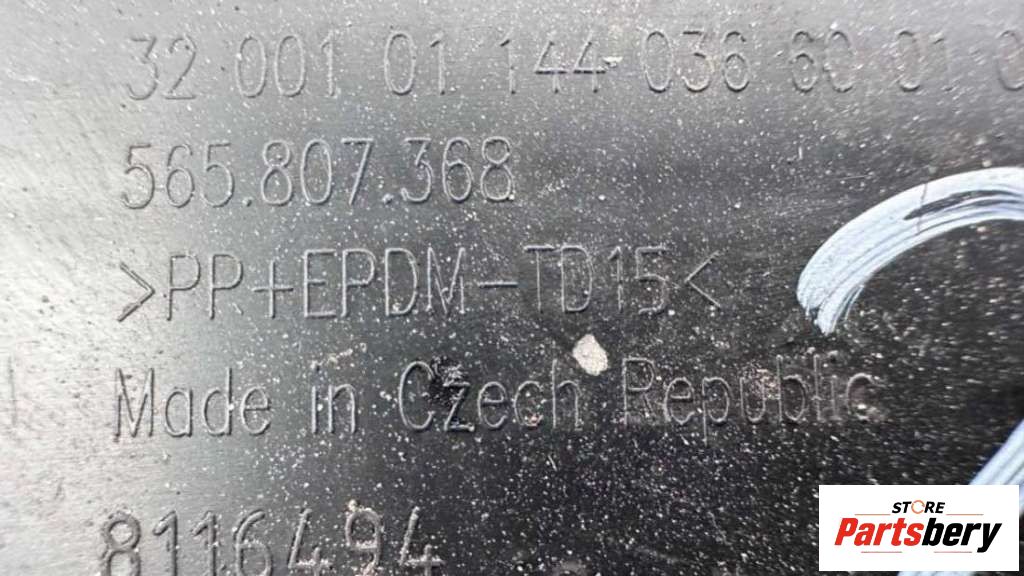 32 001 01 144 036 60 01 0
565.807.368
>PP+EPDM-TD15<
Made in Czech Republic
8116494
STORE
Partsbery